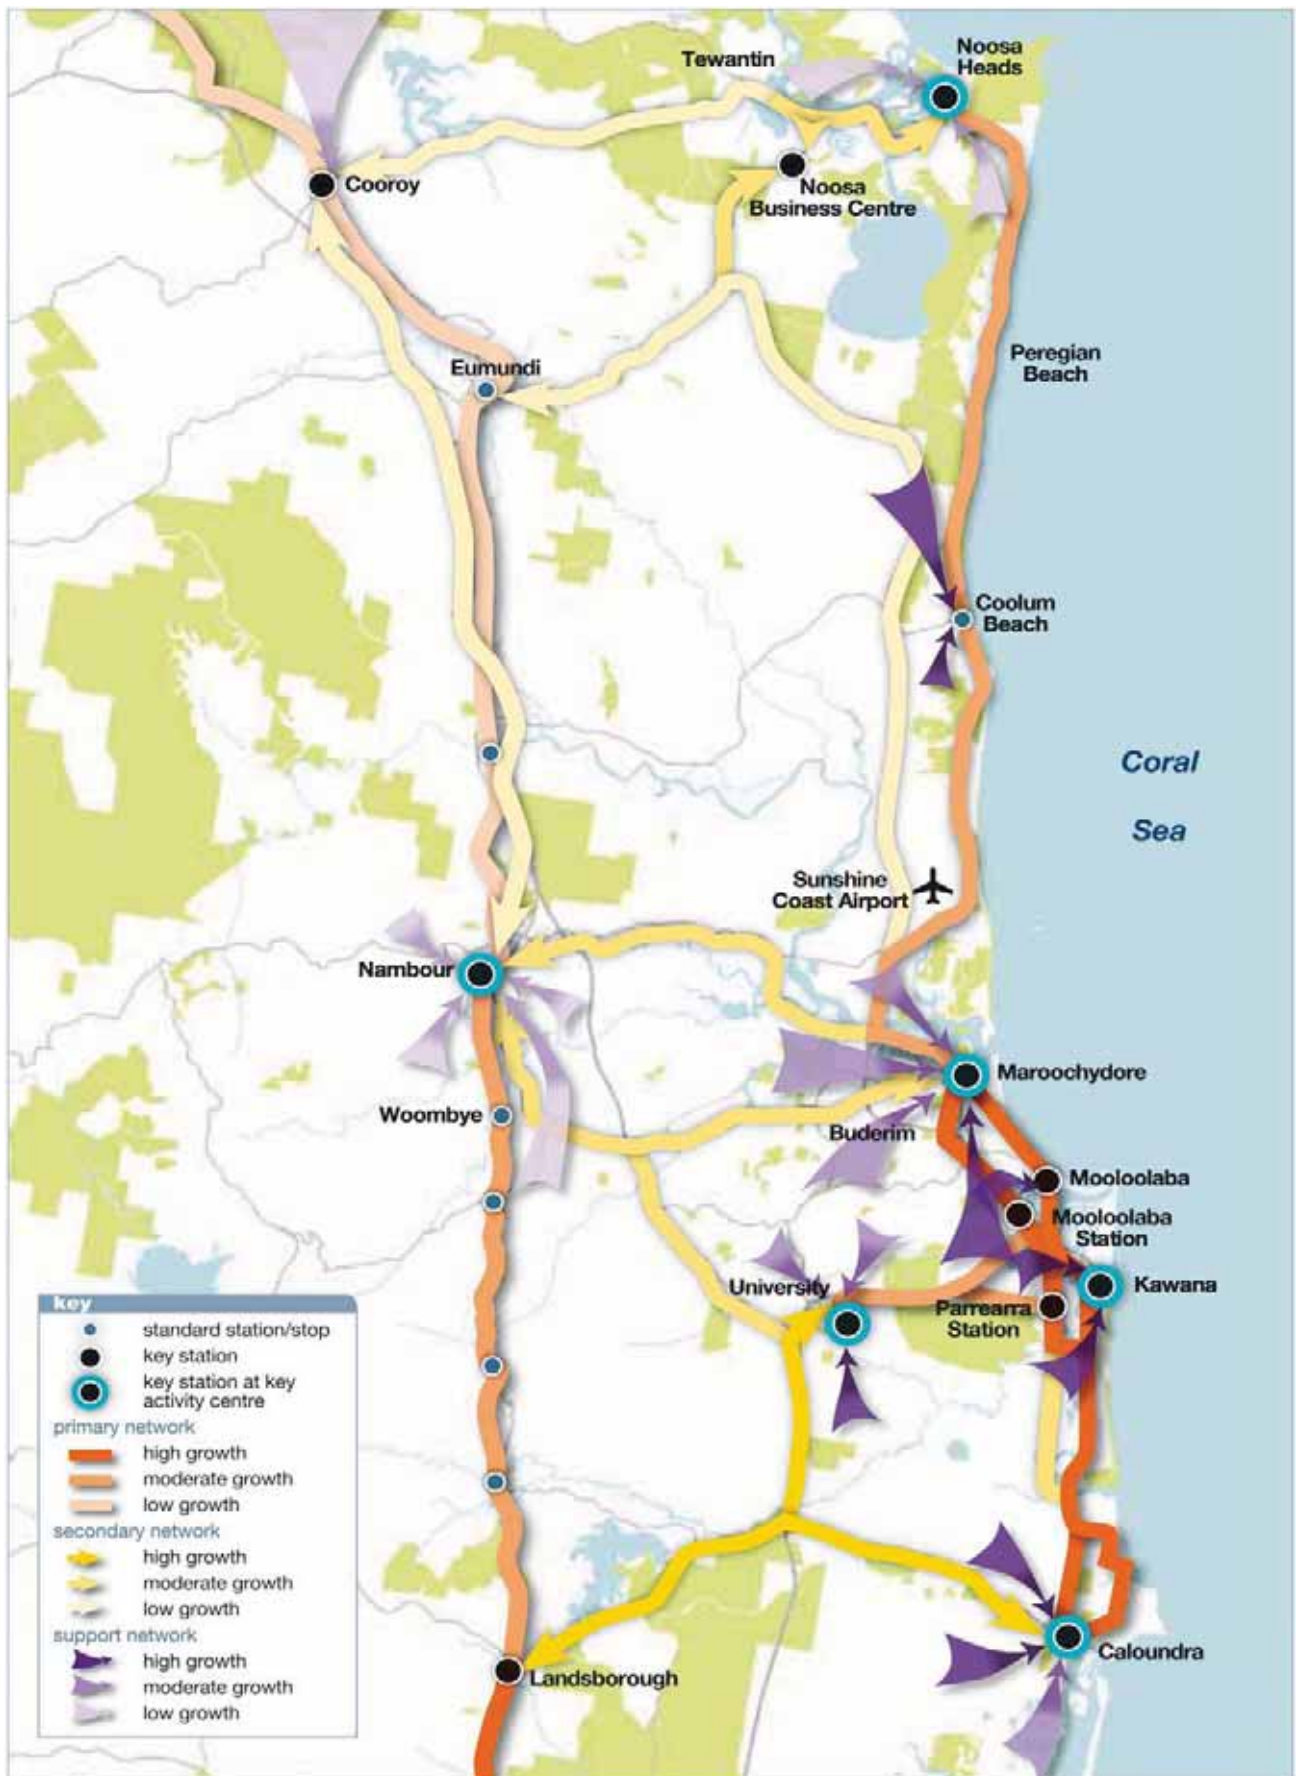 Tewantin
Noosa
Heads
Cooroy
Noosa
Business Centre
Peregian
Beach
Eumundi
Coolum
Beach
Coral
Sea
Sunshine
Coast Airport
Nambour
Maroochydore
Woombye
Buderim
Mooloolaba
Mooloolaba
Station
University
Kawana
Parrearra
Station
key
standard station/stop
key station
key station at key
activity centre
primary network
high growth
moderate growth
low growth
secondary network
high growth
moderate growth
low growth
support network
high growth
moderate growth
low growth
Landsborough
Caloundra